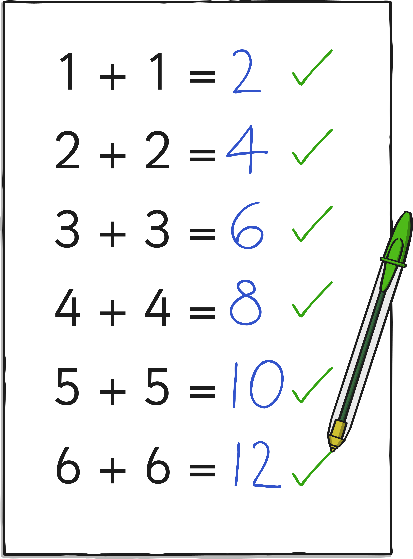 1 + 1 = 2 ✓
2 + 2 = 4 ✓
3 + 3 = 6 ✓
4 + 4 = 8 ✓
5 + 5 = 10 ✓
6 + 6 = 12 ✓